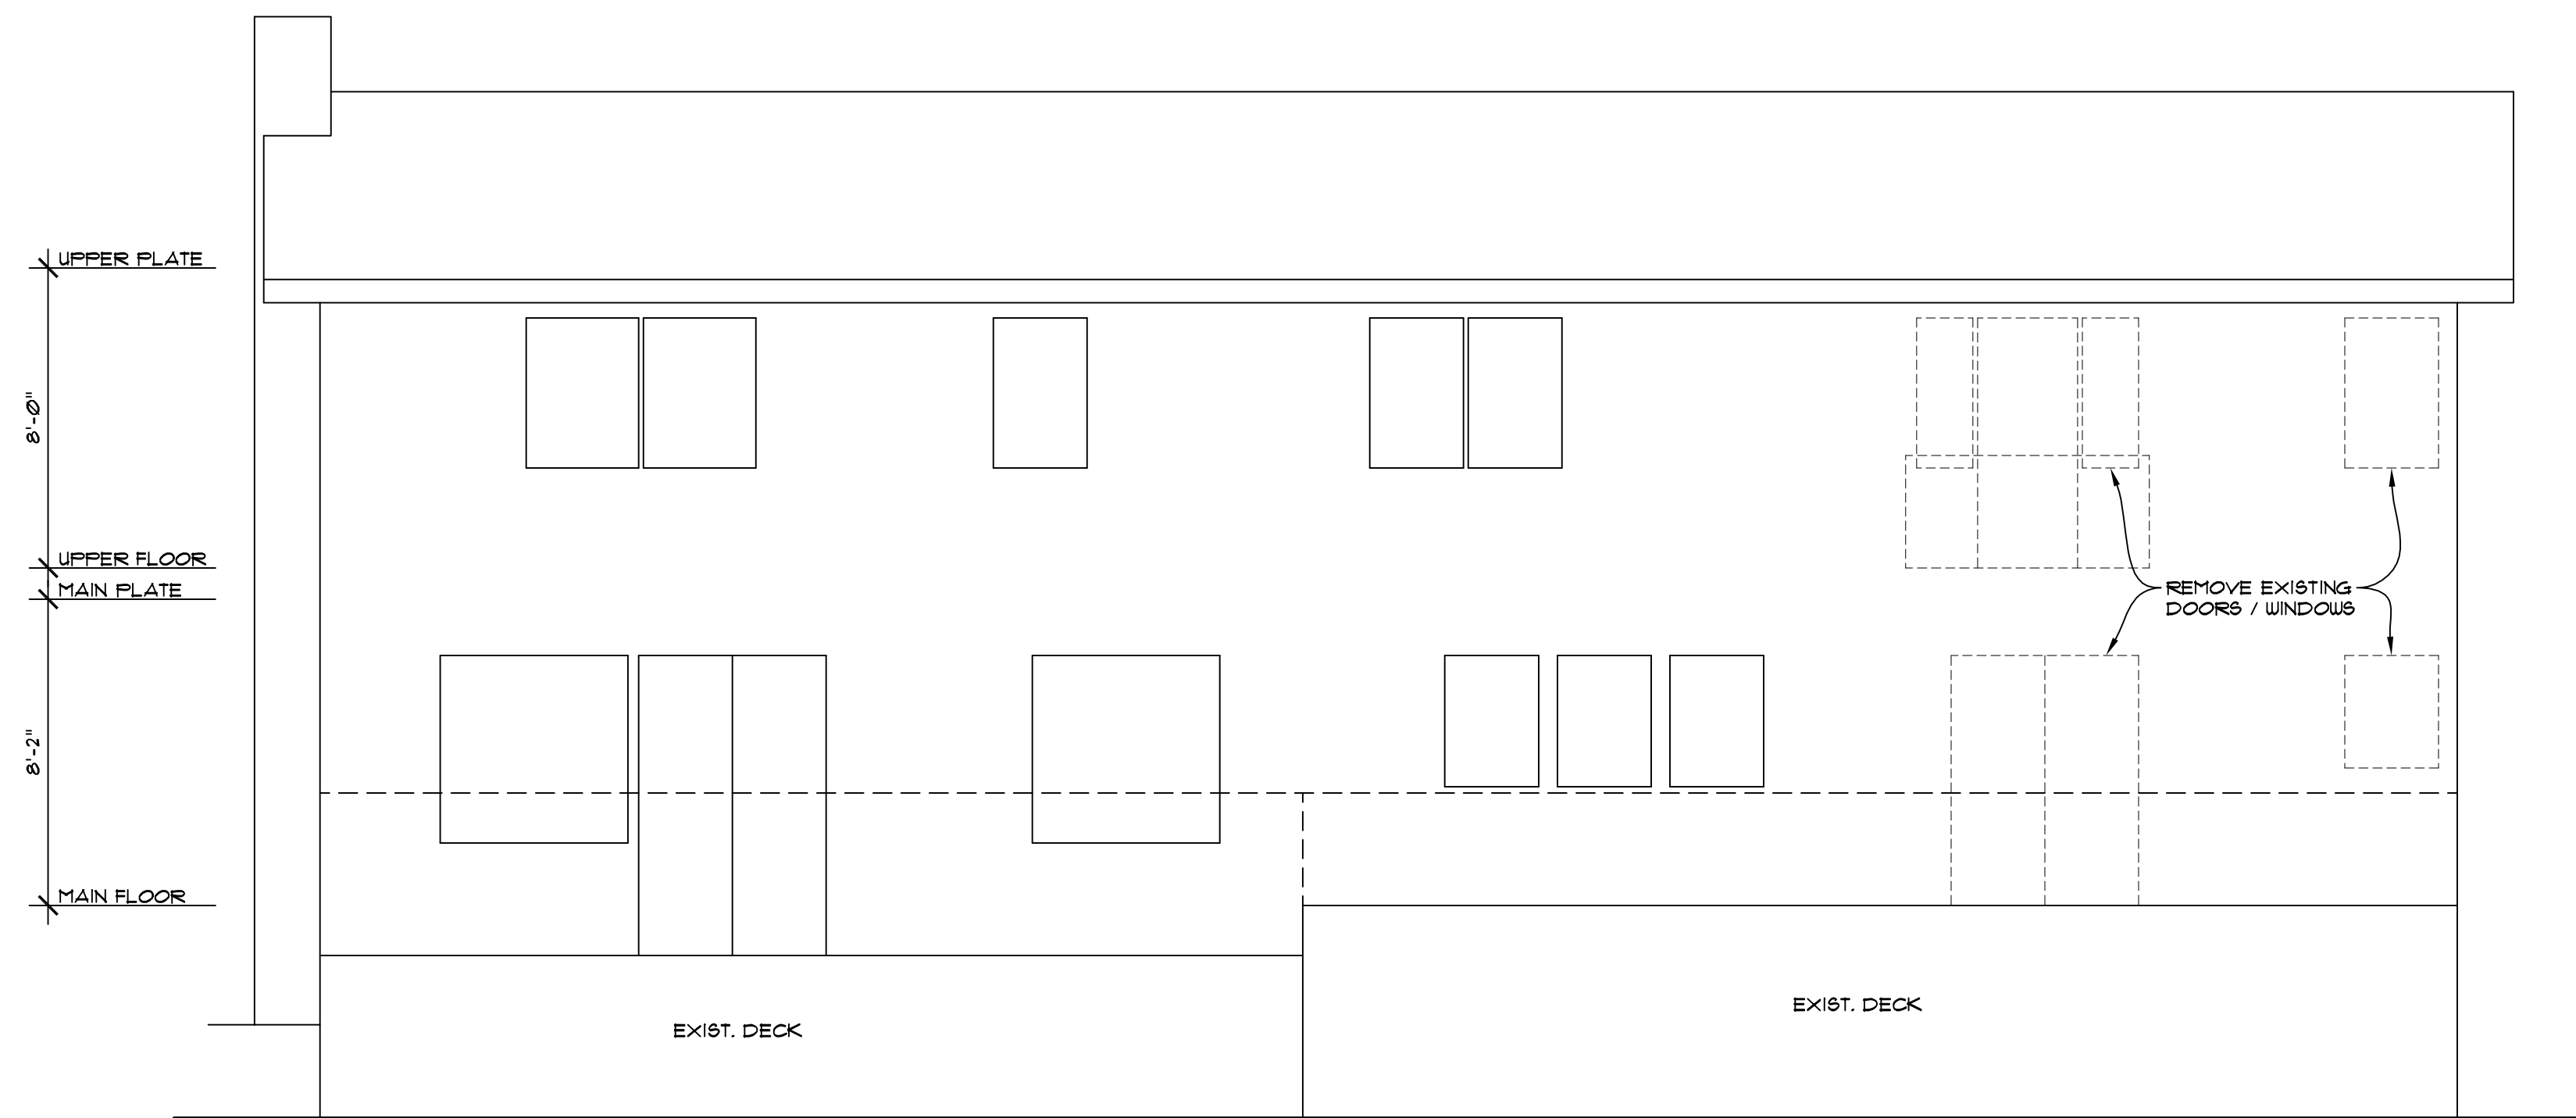 UPPER PLATE
8'-0"
UPPER FLOOR
MAIN PLATE
REMOVE EXISTING
DOORS / WINDOWS
8'-2"
MAIN FLOOR
EXIST. DECK
EXIST. DECK